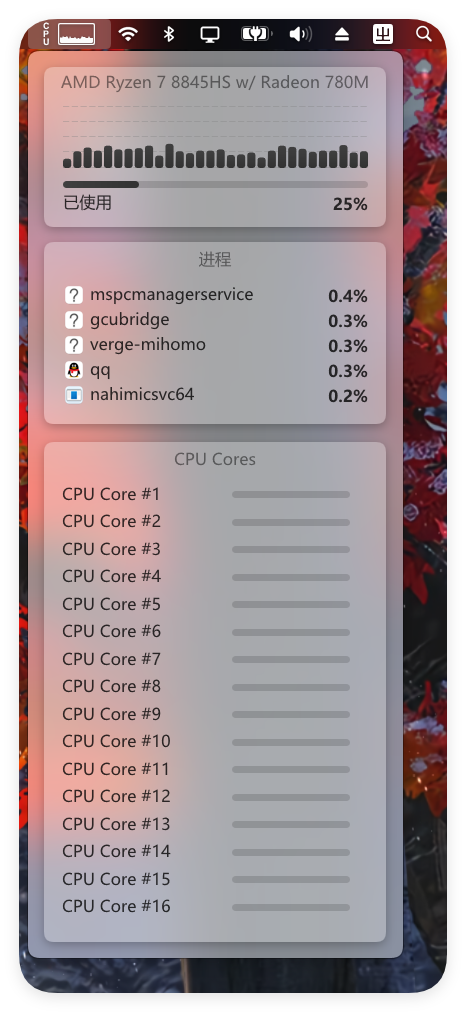 CPU
AMD Ryzen 7 8845HS w/ Radeon 780M
已使用 25%
进程
mspcmanagerservice 0.4%
gcubridge 0.3%
verge-mihomo 0.3%
qq 0.3%
nahimicsvc64 0.2%
CPU Cores
CPU Core #1
CPU Core #2
CPU Core #3
CPU Core #4
CPU Core #5
CPU Core #6
CPU Core #7
CPU Core #8
CPU Core #9
CPU Core #10
CPU Core #11
CPU Core #12
CPU Core #13
CPU Core #14
CPU Core #15
CPU Core #16